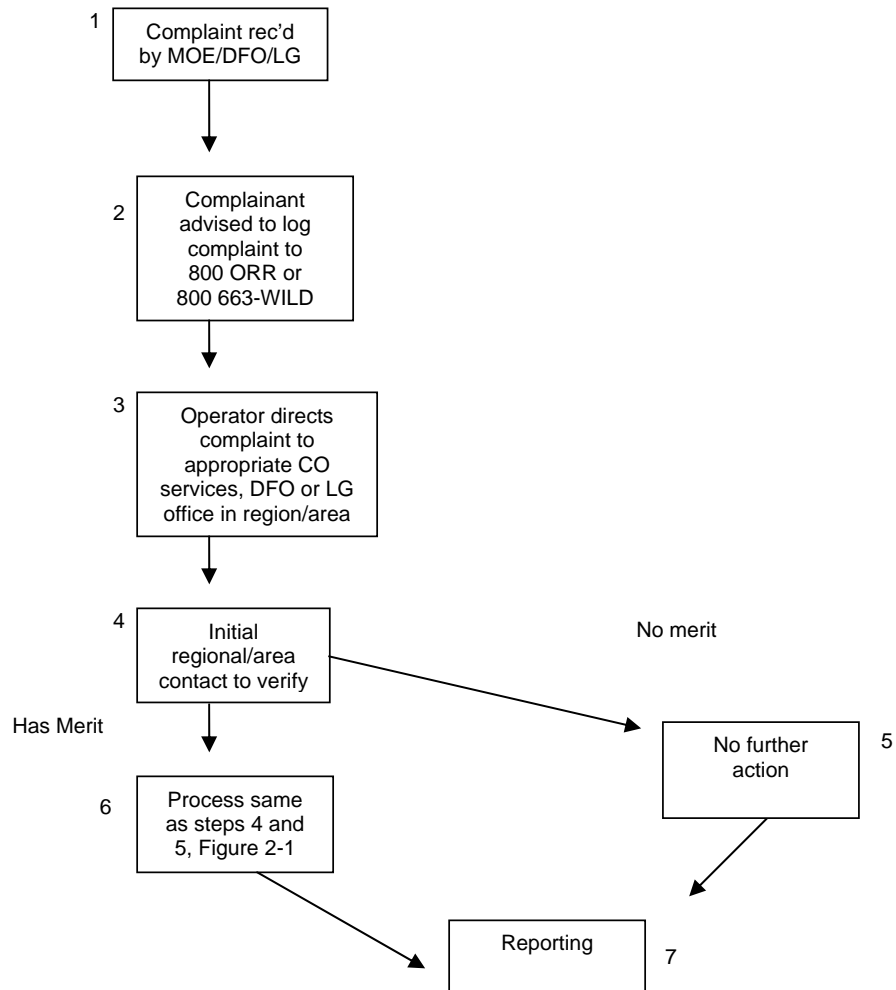 1
Complaint rec’d
by MOE/DFO/LG
2
Complainant
advised to log
complaint to
800 ORR or
800 663-WILD
3
Operator directs
complaint to
appropriate CO
services, DFO or LG
office in region/area
4
Initial
regional/area
contact to verify
No merit
Has Merit
No further
action
5
6
Process same
as steps 4 and
5, Figure 2-1
Reporting
7